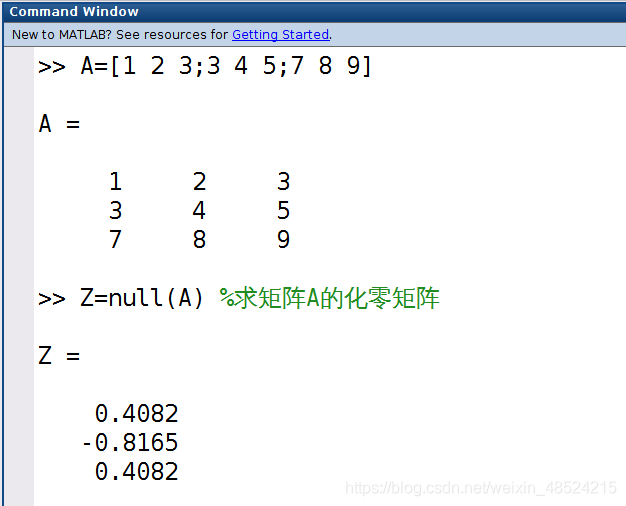 Command Window
New to MATLAB? See resources for Getting Started.
>> A=[1 2 3;3 4 5;7 8 9]
A =
1 2 3
3 4 5
7 8 9
>> Z=null(A) %求矩阵A的化零矩阵
Z =
0.4082
-0.8165
0.4082
https://blog.csdn.net/weixin_48524215